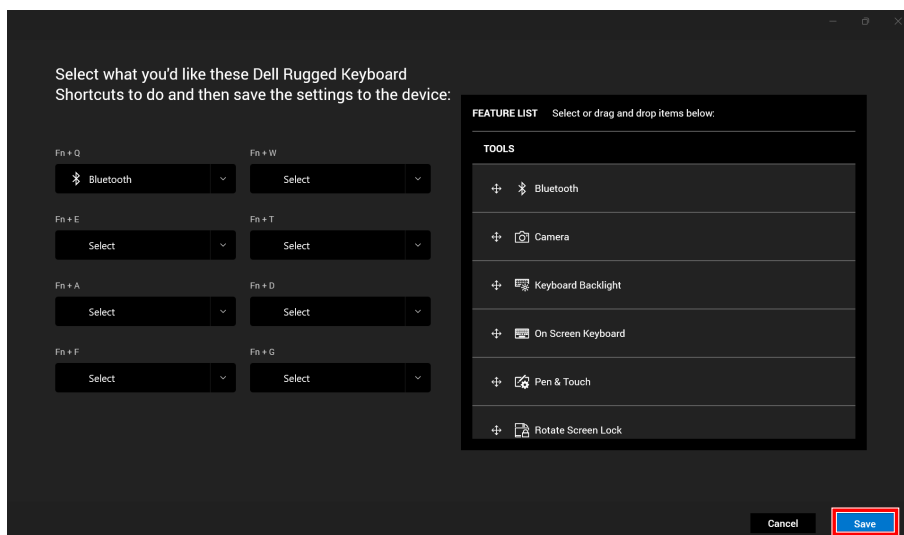 Select what you'd like these Dell Rugged Keyboard
Shortcuts to do and then save the settings to the device:
Fn + Q
Fn + W
Bluetooth
Select
Fn + E
Fn + T
Select
Select
Fn + A
Fn + D
Select
Select
Fn + F
Fn + G
Select
Select
FEATURE LIST Select or drag and drop items below:
TOOLS
Bluetooth
Camera
Keyboard Backlight
On Screen Keyboard
Pen & Touch
Rotate Screen Lock
Cancel
Save